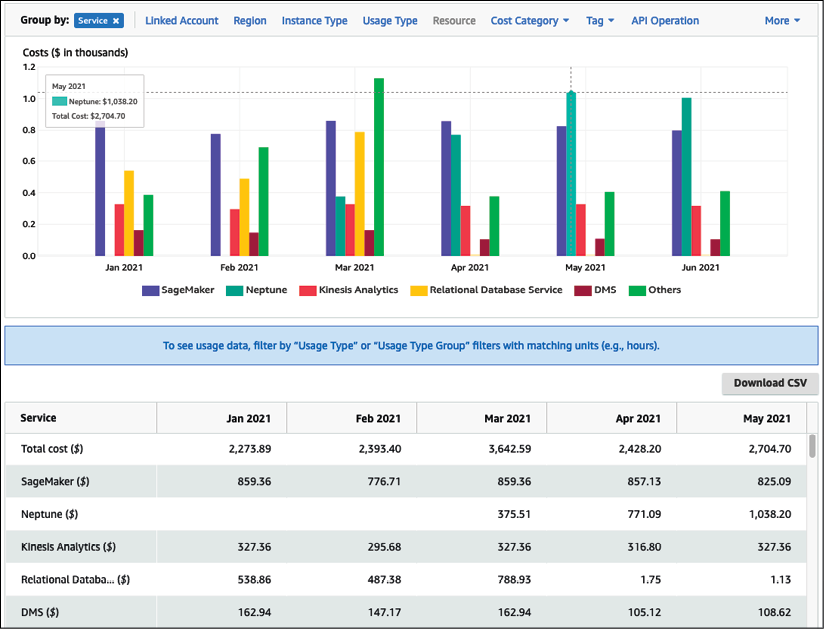 Group by: Service × Linked Account Region Instance Type Usage Type Resource Cost Category Tag API Operation More
Costs ($ in thousands)
1.2
1.0
0.8
0.6
0.4
0.2
0.0
May 2021
Neptune: $1,038.20
Total Cost: $2,704.70
Jan 2021 Feb 2021 Mar 2021 Apr 2021 May 2021 Jun 2021
SageMaker Neptune Kinesis Analytics Relational Database Service DMS Others
To see usage data, filter by "Usage Type" or "Usage Type Group" filters with matching units (e.g., hours).
Download CSV
Service Jan 2021 Feb 2021 Mar 2021 Apr 2021 May 2021
Total cost ($) 2,273.89 2,393.40 3,642.59 2,428.20 2,704.70
SageMaker ($) 859.36 776.71 859.36 857.13 825.09
Neptune ($) 375.51 771.09 1,038.20
Kinesis Analytics ($) 327.36 295.68 327.36 316.80 327.36
Relational Databa... ($) 538.86 487.38 788.93 1.75 1.13
DMS ($) 162.94 147.17 162.94 105.12 108.62